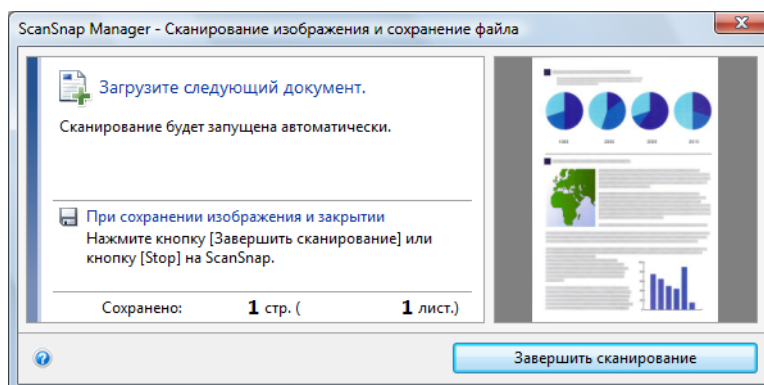 ScanSnap Manager - Сканирование изображения и сохранение файла
Загрузите следующий документ.
Сканирование будет запущена автоматически.
При сохранении изображения и закрытии
Нажмите кнопку [Завершить сканирование] или
кнопку [Stop] на ScanSnap.
Сохранено: 1 стр. ( 1 лист.)
Завершить сканирование